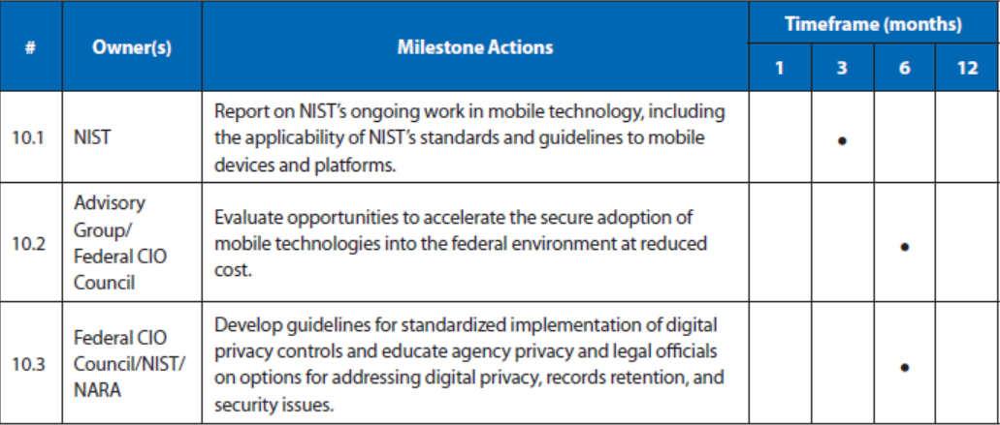 # Owner(s) Milestone Actions Timeframe (months)
1 3 6 12
10.1 NIST Report on NIST's ongoing work in mobile technology, including
the applicability of NIST's standards and guidelines to mobile
devices and platforms.
•
10.2 Advisory
Group/
Federal CIO
Council
Evaluate opportunities to accelerate the secure adoption of
mobile technologies into the federal environment at reduced
cost.
•
10.3 Federal CIO
Council/NIST/
NARA
Develop guidelines for standardized implementation of digital
privacy controls and educate agency privacy and legal officials
on options for addressing digital privacy, records retention, and
security issues.
•